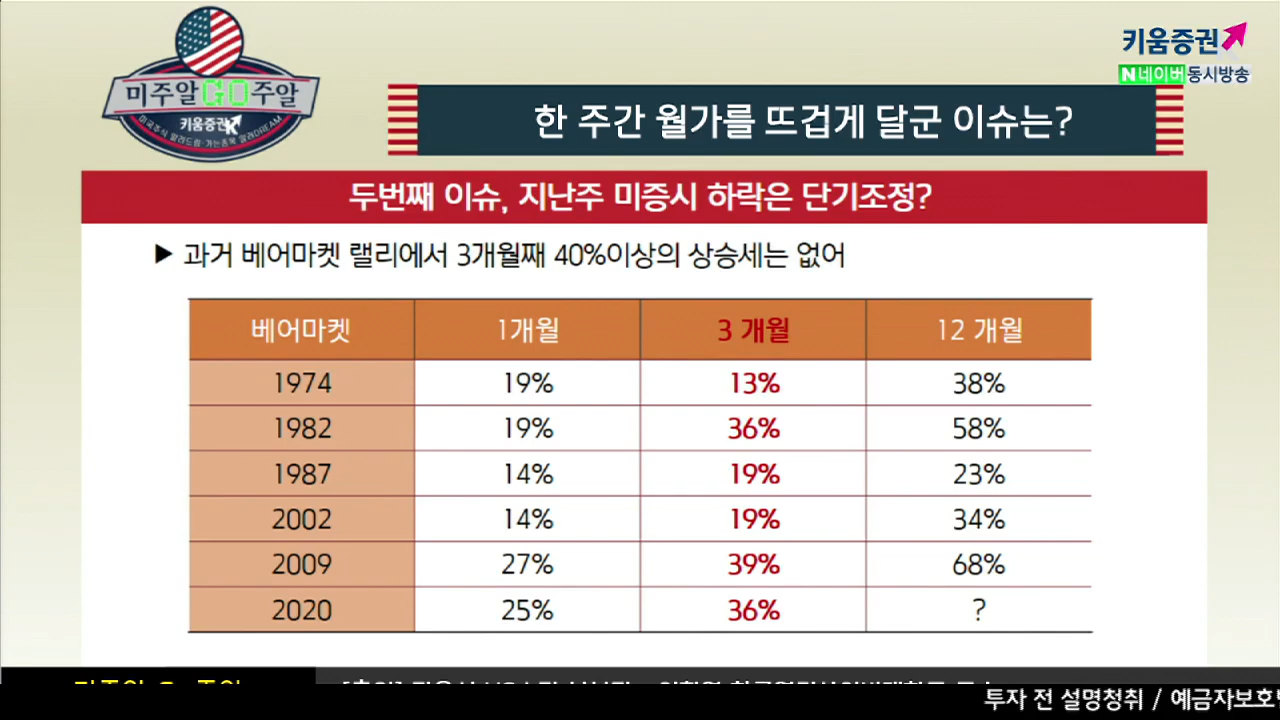 미주알GO주알
키움증권
키움증권
N네이버 동시방송
한 주간 월가를 뜨겁게 달군 이슈는?
두번째 이슈, 지난주 미증시 하락은 단기조정?
▶ 과거 베어마켓 랠리에서 3개월째 40%이상의 상승세는 없어
베어마켓 1개월 3 개월 12 개월
1974 19% 13% 38%
1982 19% 36% 58%
1987 14% 19% 23%
2002 14% 19% 34%
2009 27% 39% 68%
2020 25% 36% ?
투자 전 설명청취 / 예금자보호